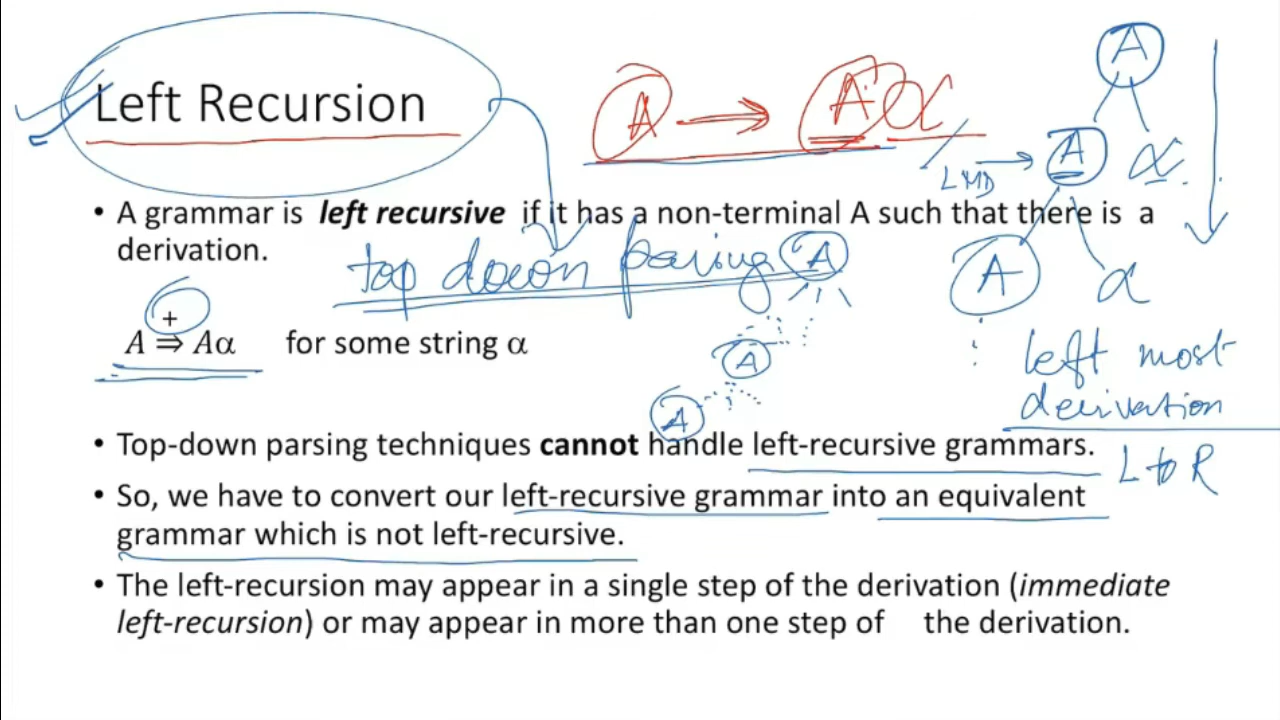 Left Recursion
A → Aα
A
LMD → A α
• A grammar is left recursive if it has a non-terminal A such that there is a
derivation.
top down parsing A
A α
+
A ⇒ Aα for some string α
A
left most
derivation
A
• Top-down parsing techniques cannot handle left-recursive grammars.
L to R
• So, we have to convert our left-recursive grammar into an equivalent
grammar which is not left-recursive.
• The left-recursion may appear in a single step of the derivation (immediate
left-recursion) or may appear in more than one step of the derivation.